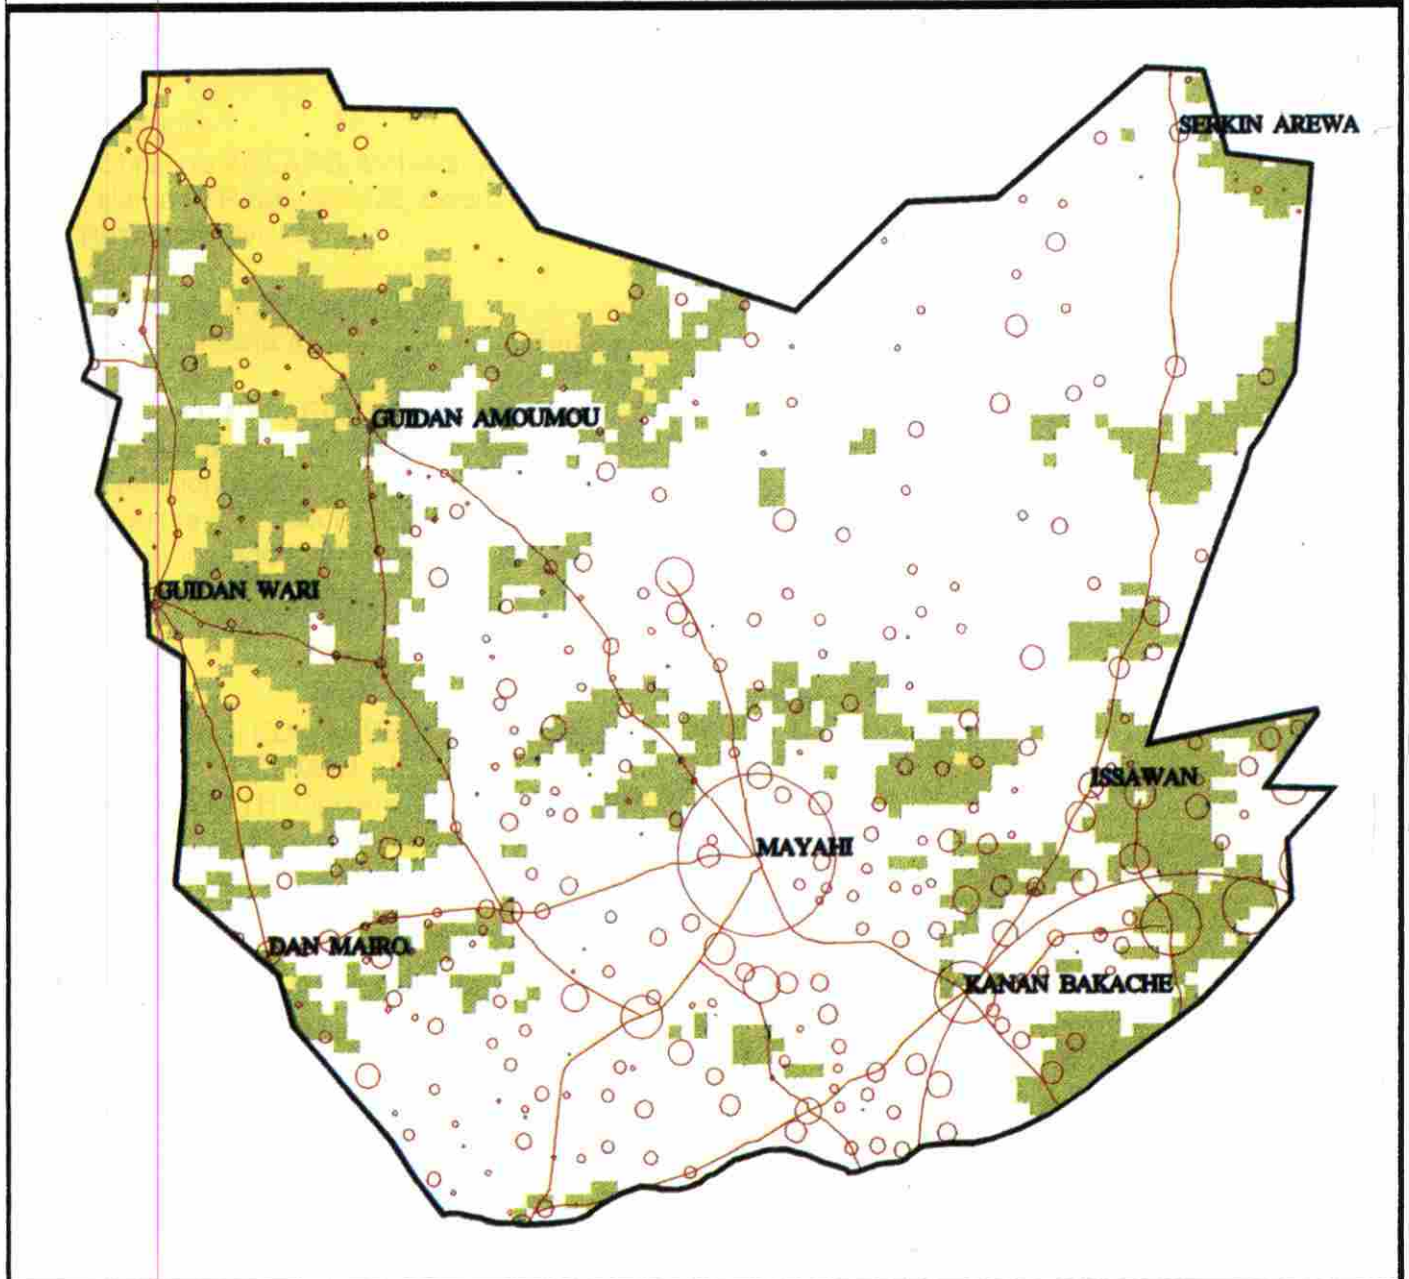 SERKIN AREWA
GUIDAN AMOUMOU
GUIDAN WARI
ISSAWAN
MAYAHI
DAN MAIRO
KANAN BAKACHE